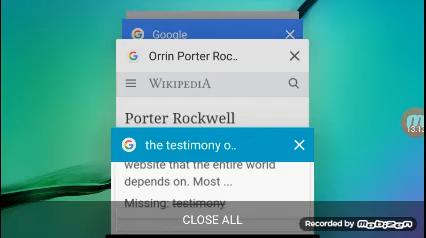 Google
Orrin Porter Roc..
WIKIPEDIA
Porter Rockwell
the testimony o..
website that the entire world
depends on. Most ...
Missing: testimony
CLOSE ALL
Recorded by Mobizen
13:13